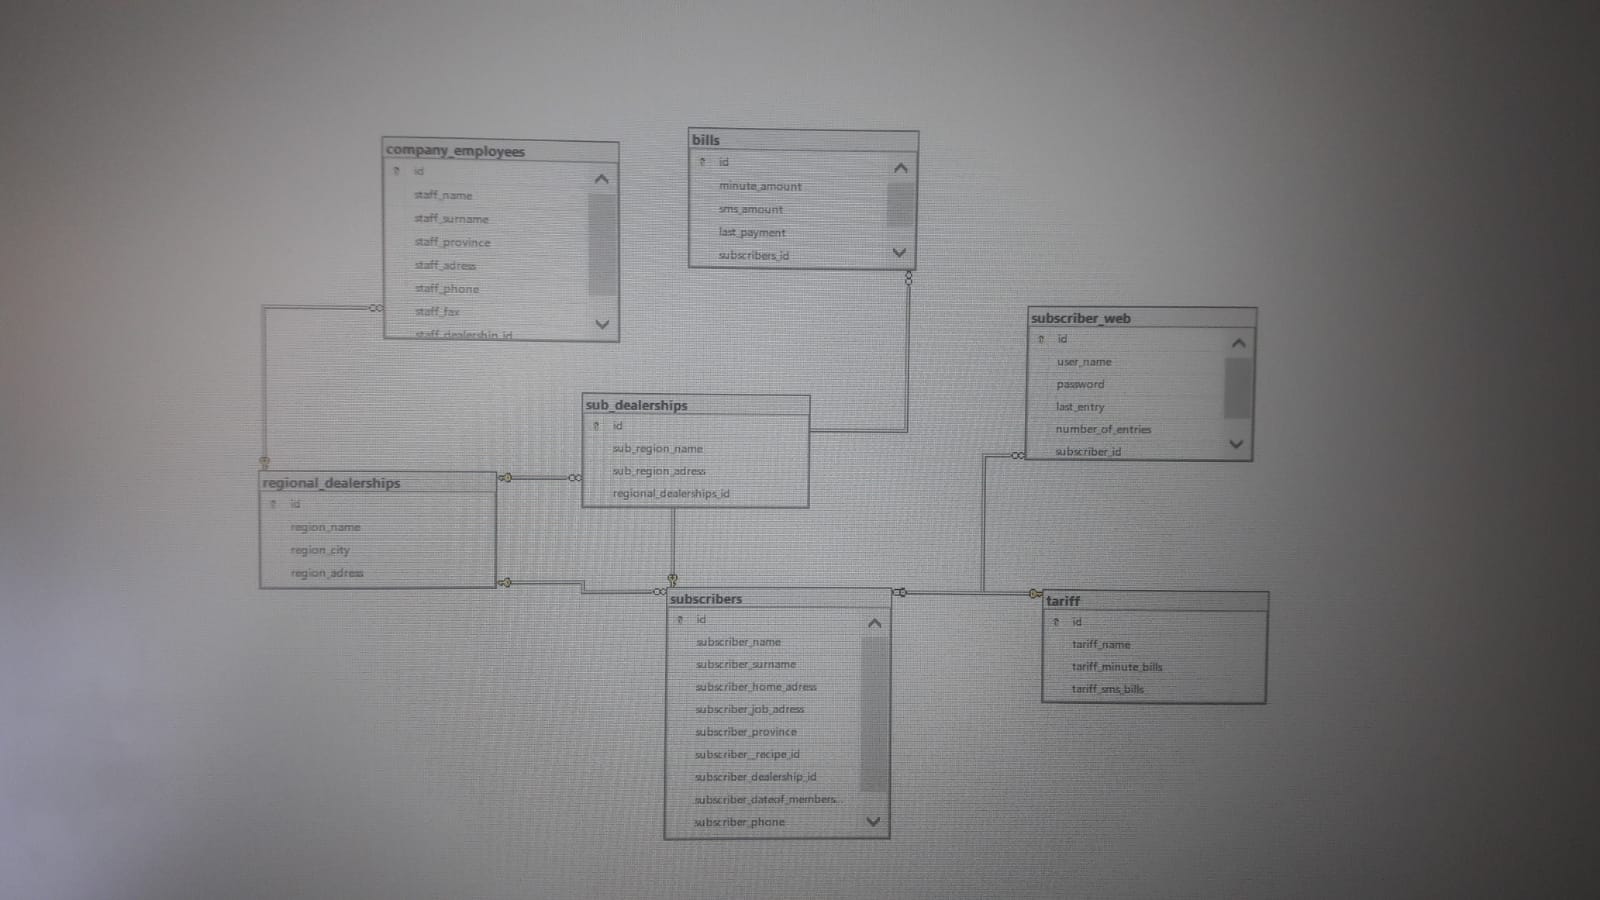 company_employees
id
staff_name
staff_surname
staff_province
staff_adress
staff_phone
staff_fax
staff_dealership_id
bills
id
minute_amount
sms_amount
last_payment
subscribers_id
subscriber_web
id
user_name
password
last_entry
number_of_entries
subscriber_id
sub_dealerships
id
sub_region_name
sub_region_adress
regional_dealerships_id
regional_dealerships
id
region_name
region_city
region_adress
subscribers
id
subscriber_name
subscriber_surname
subscriber_home_adress
subscriber_job_adress
subscriber_province
subscriber__recipe_id
subscriber_dealership_id
subscriber_dateof_members...
subscriber_phone
tariff
id
tariff_name
tariff_minute_bills
tariff_sms_bills